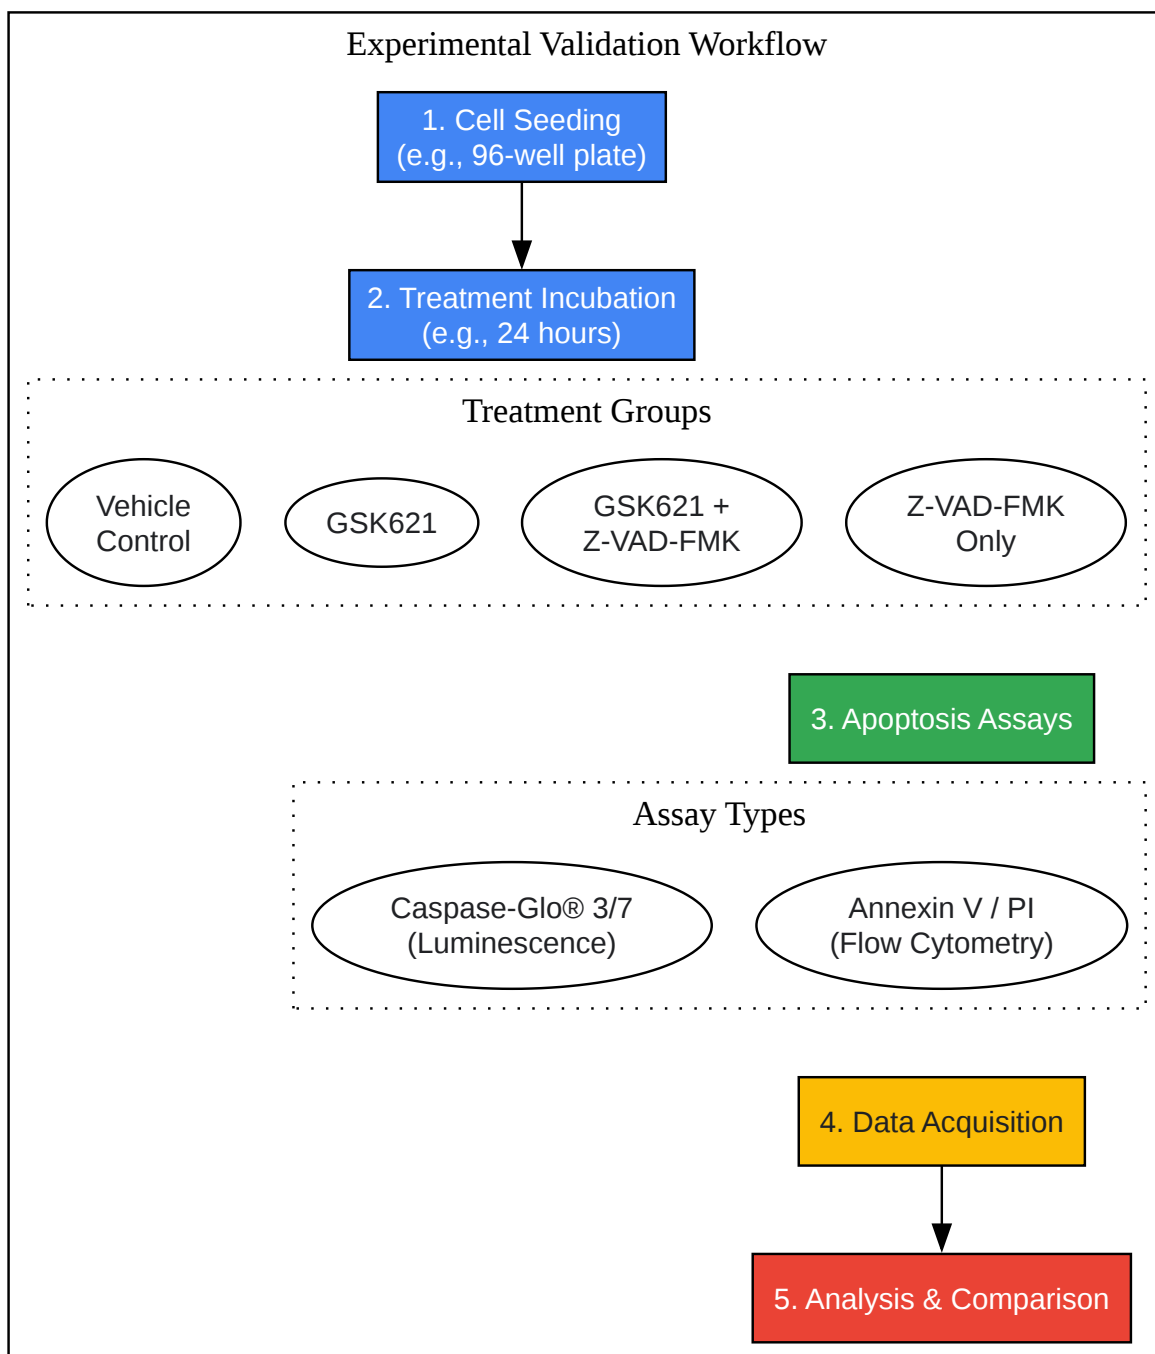 Experimental Validation Workflow
1. Cell Seeding
(e.g., 96-well plate)
2. Treatment Incubation
(e.g., 24 hours)
Treatment Groups
Vehicle
Control
GSK621
GSK621 +
Z-VAD-FMK
Z-VAD-FMK
Only
3. Apoptosis Assays
Assay Types
Caspase-Glo® 3/7
(Luminescence)
Annexin V / PI
(Flow Cytometry)
4. Data Acquisition
5. Analysis & Comparison